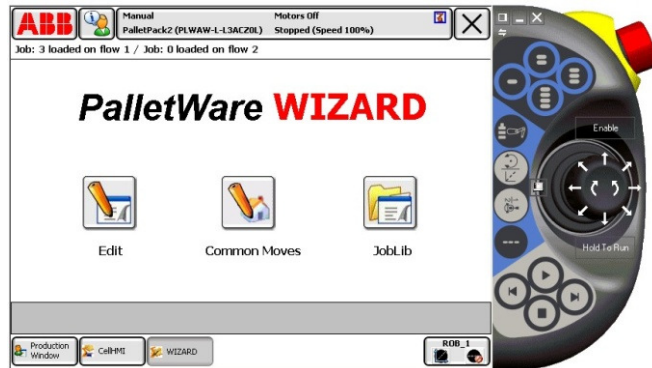 ABB
Manual
PalletPack2 (PLWAW-L-L3ACZ0L)
Motors Off
Stopped (Speed 100%)
Job: 3 loaded on flow 1 / Job: 0 loaded on flow 2
PalletWare WIZARD
Enable
Edit
Common Moves
JobLib
Hold To Run
Production
Window
CellHMI
WIZARD
ROB_1